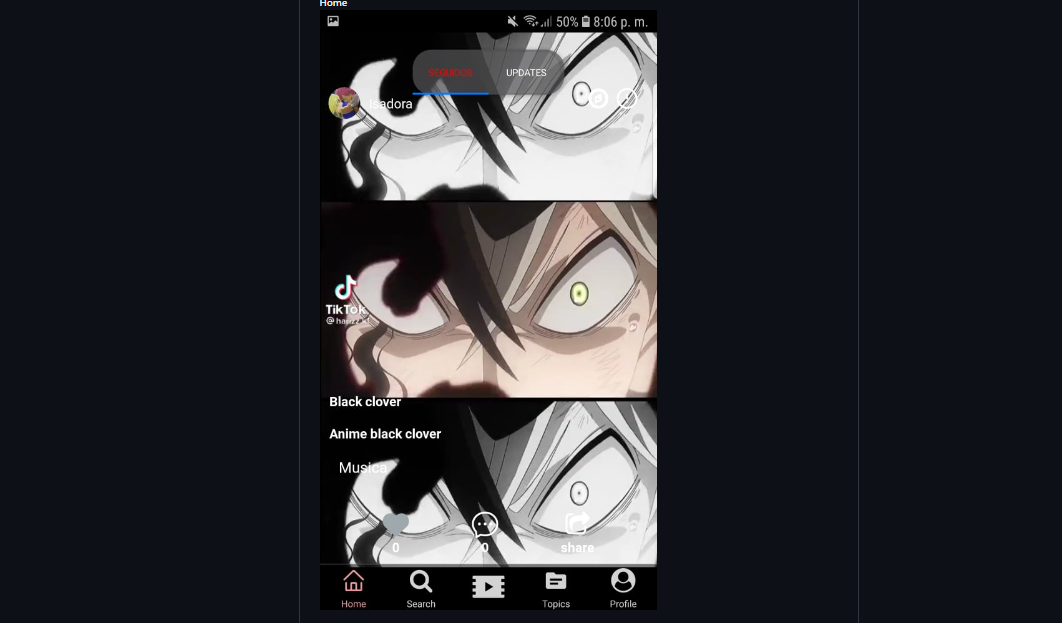 Home
50% 8:06 p. m.
SEGUIDOS UPDATES
Isadora
TikTok
Black clover
Anime black clover
Musica
0 0 share
Home Search Topics Profile